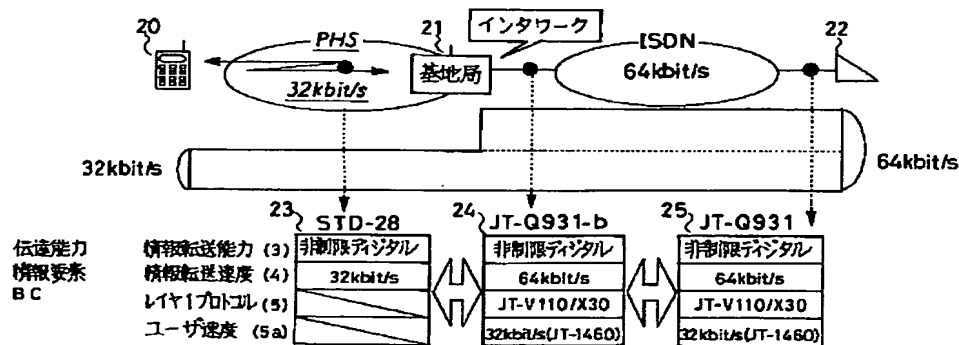 20
PHS
21
インタワーク
ISDN
22
基地局
64kbit/s
32kbit/s
32kbit/s
64kbit/s
23
STD-28
24
JT-Q931-b
25
JT-Q931
伝達能力
情報要素
BC
情報転送能力 (3)
非制限ディジタル
非制限ディジタル
非制限ディジタル
情報転送速度 (4)
32kbit/s
64kbit/s
64kbit/s
レイヤ1プロトコル (5)
JT-V110/X30
JT-V110/X30
ユーザ速度 (5a)
32kbit/s(JT-1460)
32kbit/s(JT-1460)